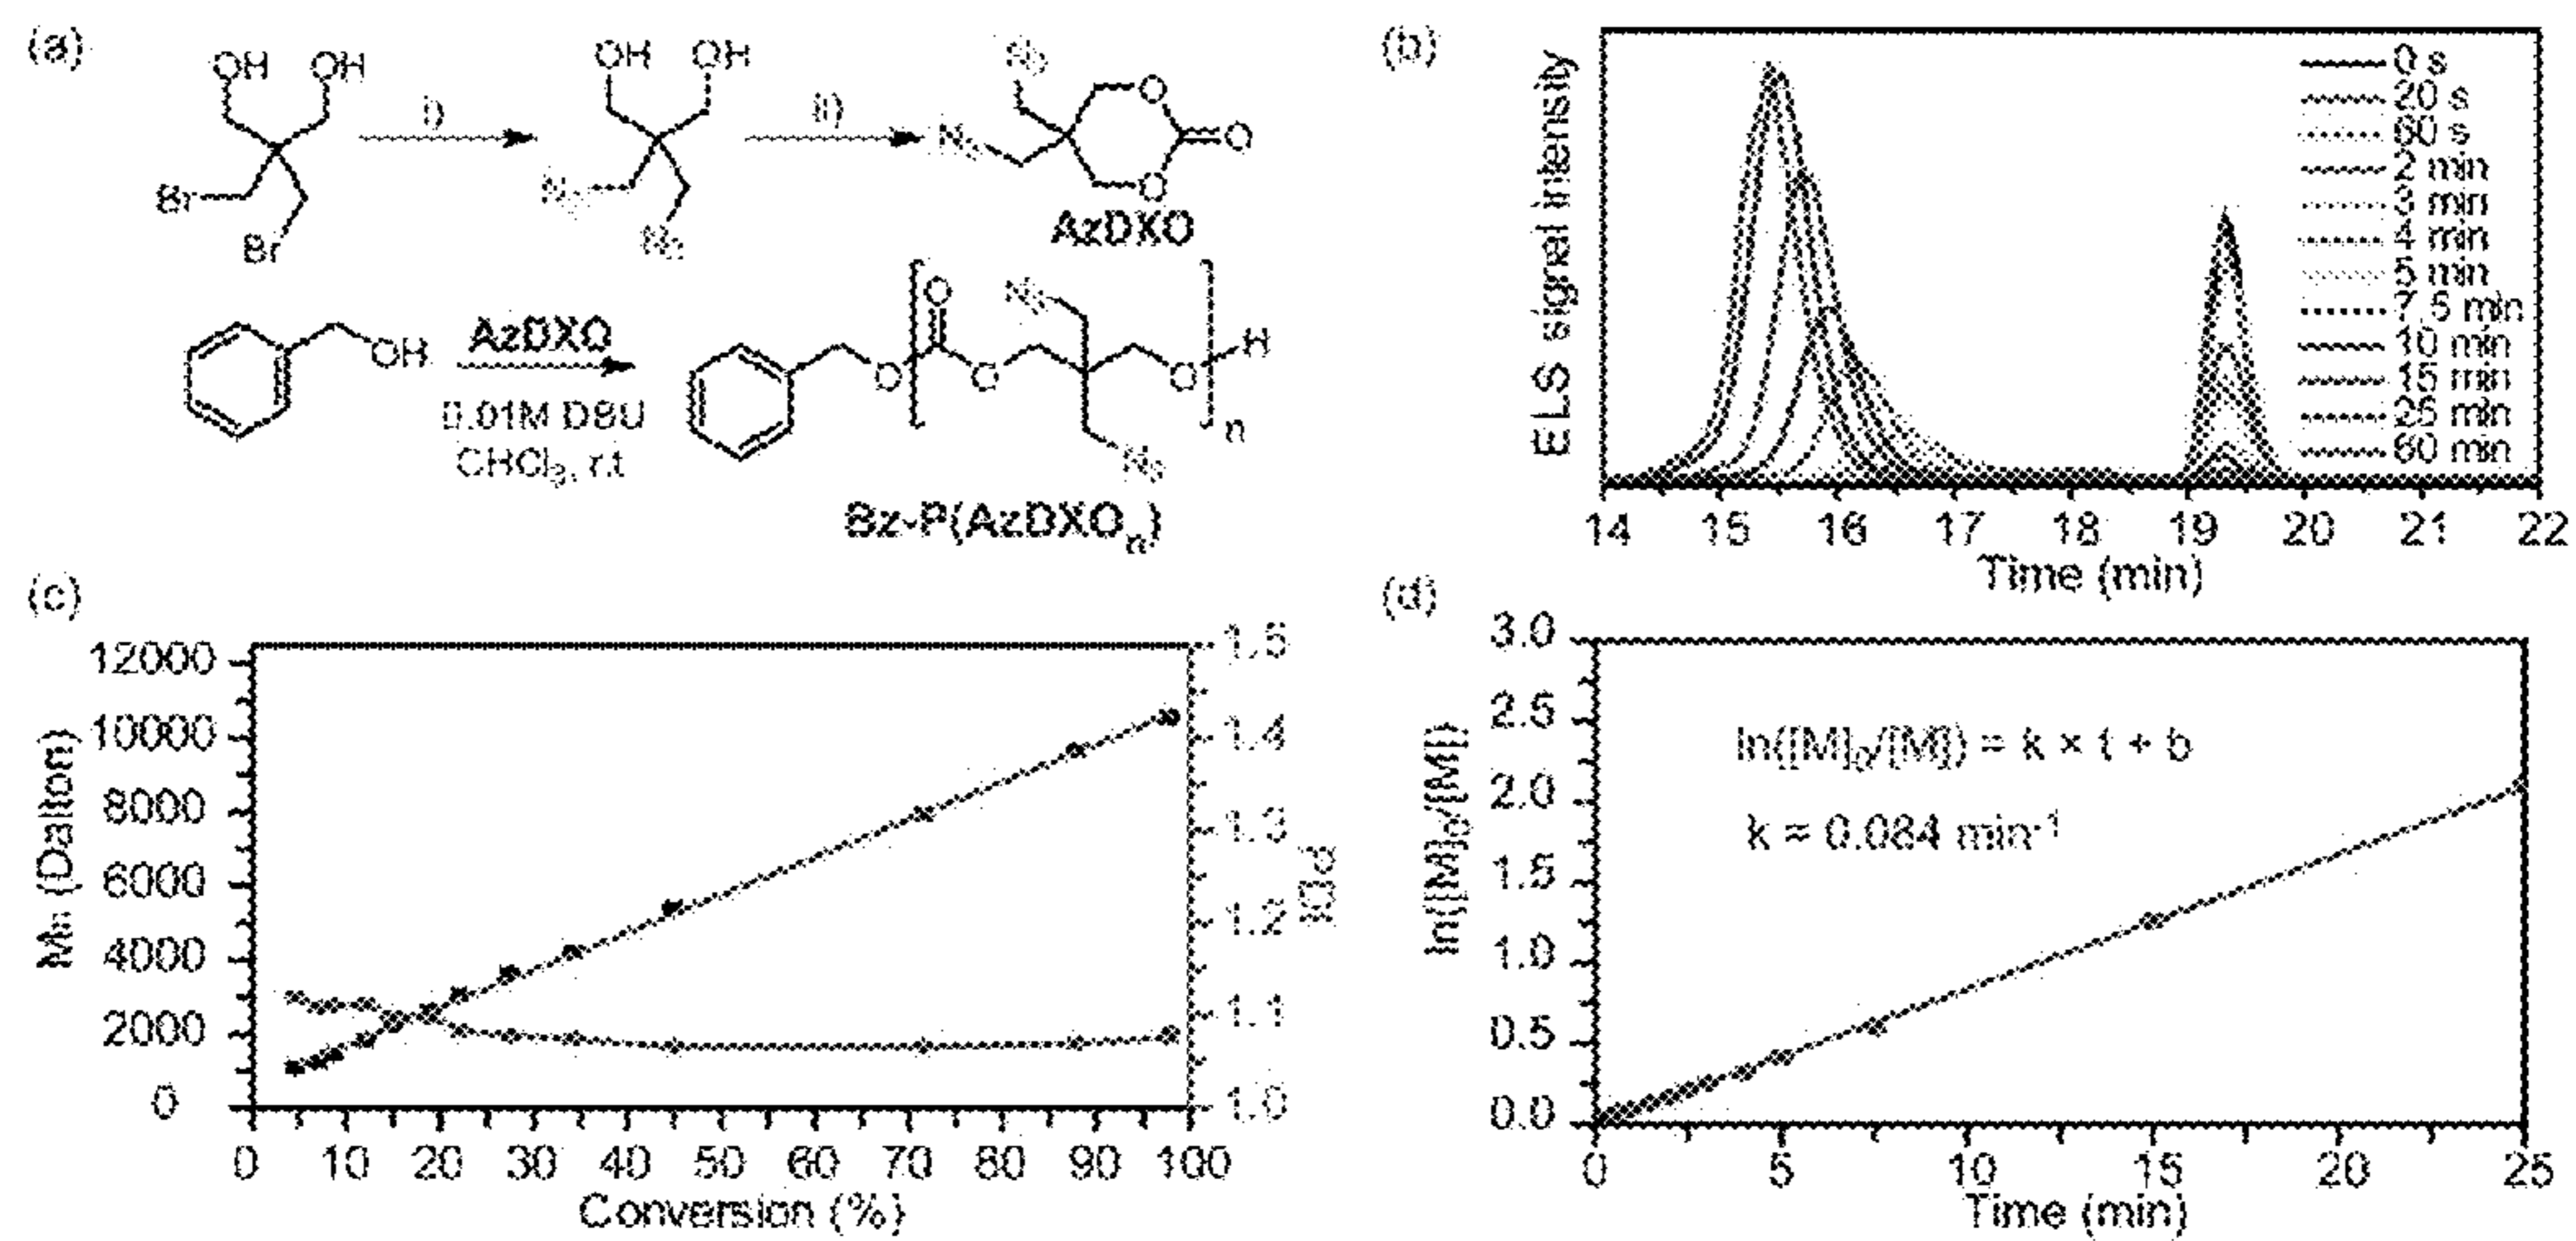 (a)
OH OH
Br
Br
i)
OH OH
N3
N3
ii)
N3
N3
O
O
O
AzDXO
OH
AzDXO
0.01M DBU
CHCl3, r.t
O
O
O
N3
N3
O
H
n
Bz-P(AzDXOn)
(b)
ELS signal intensity
0 s
20 s
60 s
2 min
3 min
4 min
5 min
7.5 min
10 min
15 min
25 min
60 min
14 15 16 17 18 19 20 21 22
Time (min)
(c)
Mn (Dalton)
12000
10000
8000
6000
4000
2000
0
1.5
1.4
1.3
1.2
1.1
1.0
PDI
0 10 20 30 40 50 60 70 80 90 100
Conversion (%)
(d)
ln([M]0/[M])
3.0
2.5
2.0
1.5
1.0
0.5
0.0
ln([M]0/[M]) = k × t + b
k = 0.084 min-1
0 5 10 15 20 25
Time (min)